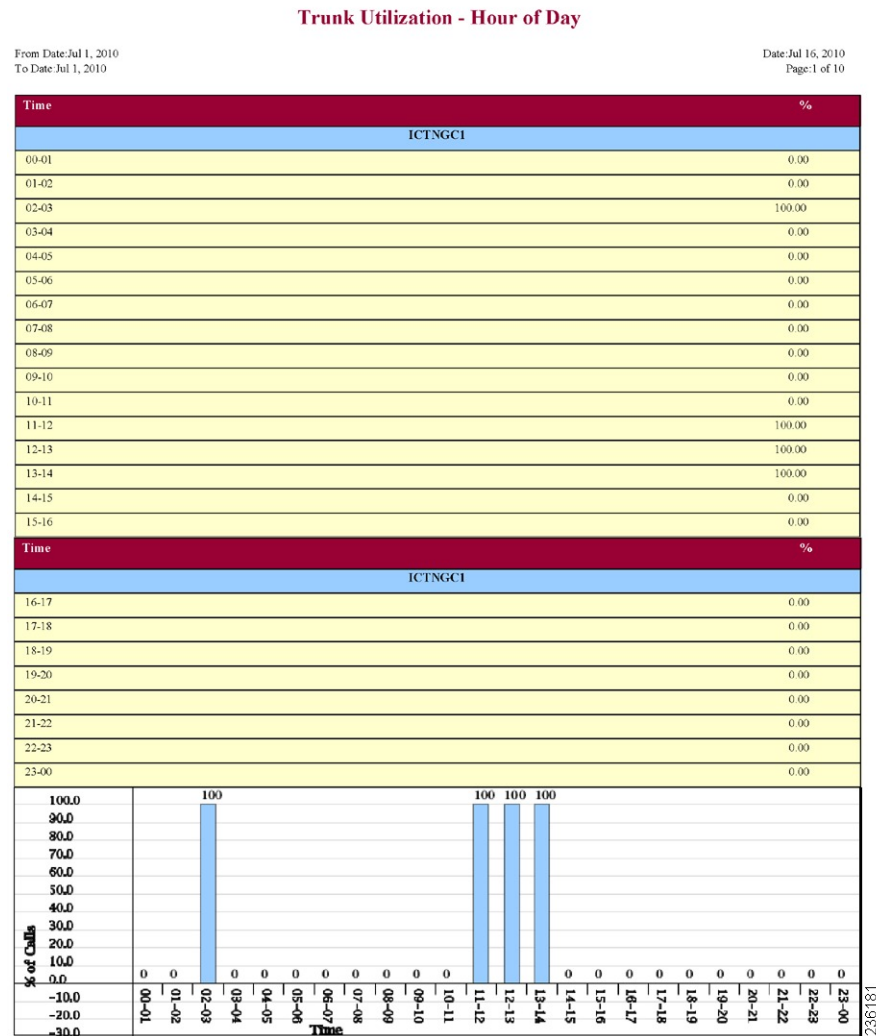 Trunk Utilization - Hour of Day
From Date:Jul 1, 2010
To Date:Jul 1, 2010
Date:Jul 16, 2010
Page:1 of 10
Time %
ICTNGC1
00-01 0.00
01-02 0.00
02-03 100.00
03-04 0.00
04-05 0.00
05-06 0.00
06-07 0.00
07-08 0.00
08-09 0.00
09-10 0.00
10-11 0.00
11-12 100.00
12-13 100.00
13-14 100.00
14-15 0.00
15-16 0.00
Time %
ICTNGC1
16-17 0.00
17-18 0.00
18-19 0.00
19-20 0.00
20-21 0.00
21-22 0.00
22-23 0.00
23-00 0.00
100 100 100 100
100.0
90.0
80.0
70.0
60.0
50.0
40.0
30.0
20.0
10.0
0.0
-10.0
-20.0
-30.0
% of Calls
0 0 0 0 0 0 0 0 0 0 0 0 0 0 0 0 0 0 0 0
00-01 01-02 02-03 03-04 04-05 05-06 06-07 07-08 08-09 09-10 10-11 11-12 12-13 13-14 14-15 15-16 16-17 17-18 18-19 19-20 20-21 21-22 22-23 23-00
Time
236181